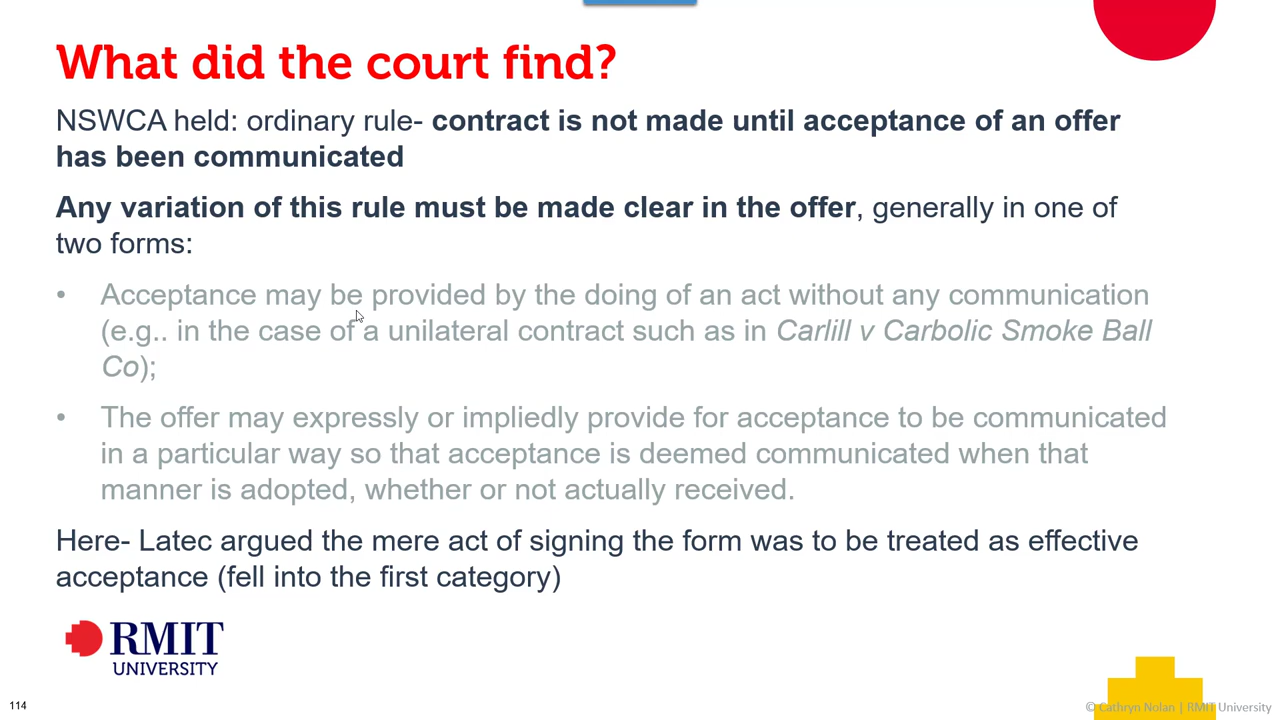 What did the court find?
NSWCA held: ordinary rule- contract is not made until acceptance of an offer
has been communicated
Any variation of this rule must be made clear in the offer, generally in one of
two forms:
• Acceptance may be provided by the doing of an act without any communication
(e.g.. in the case of a unilateral contract such as in Carlill v Carbolic Smoke Ball
Co);
• The offer may expressly or impliedly provide for acceptance to be communicated
in a particular way so that acceptance is deemed communicated when that
manner is adopted, whether or not actually received.
Here- Latec argued the mere act of signing the form was to be treated as effective
acceptance (fell into the first category)
RMIT
UNIVERSITY
114
© Cathryn Nolan | RMIT University